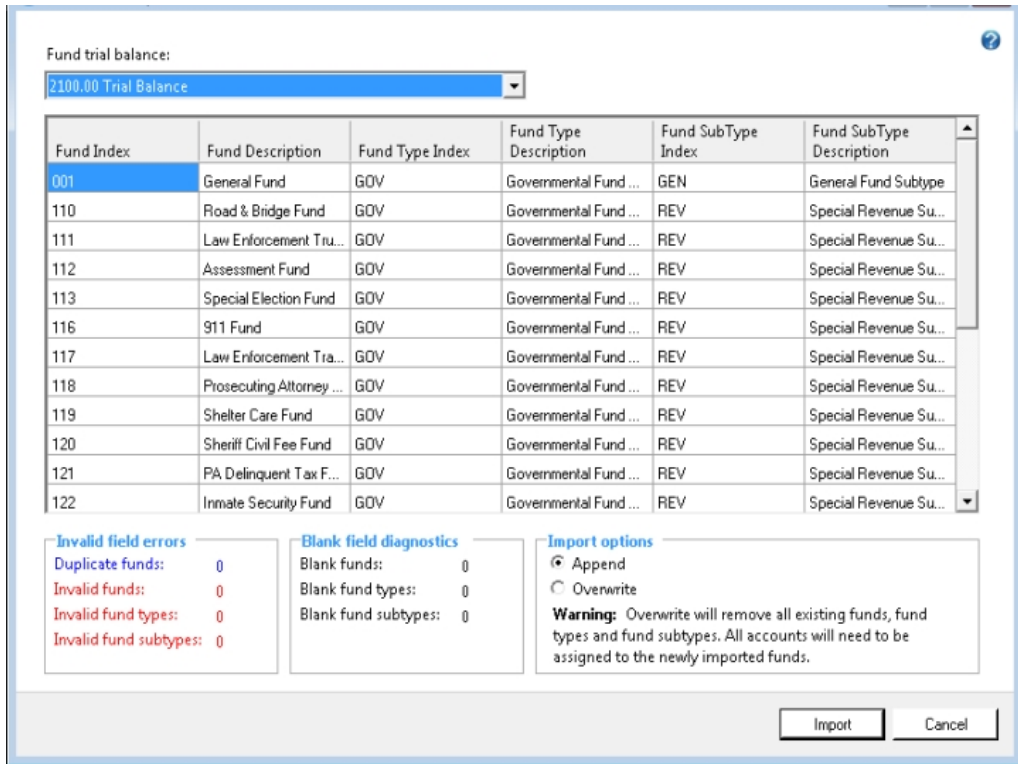 Fund trial balance:
2100.00 Trial Balance
Fund Index Fund Description Fund Type Index Fund Type Description Fund SubType Index Fund SubType Description
001 General Fund GOV Governmental Fund ... GEN General Fund Subtype
110 Road & Bridge Fund GOV Governmental Fund ... REV Special Revenue Su...
111 Law Enforcement Tru... GOV Governmental Fund ... REV Special Revenue Su...
112 Assessment Fund GOV Governmental Fund ... REV Special Revenue Su...
113 Special Election Fund GOV Governmental Fund ... REV Special Revenue Su...
116 911 Fund GOV Governmental Fund ... REV Special Revenue Su...
117 Law Enforcement Tra... GOV Governmental Fund ... REV Special Revenue Su...
118 Prosecuting Attorney ... GOV Governmental Fund ... REV Special Revenue Su...
119 Shelter Care Fund GOV Governmental Fund ... REV Special Revenue Su...
120 Sheriff Civil Fee Fund GOV Governmental Fund ... REV Special Revenue Su...
121 PA Delinquent Tax F... GOV Governmental Fund ... REV Special Revenue Su...
122 Inmate Security Fund GOV Governmental Fund ... REV Special Revenue Su...
Invalid field errors
Duplicate funds: 0
Invalid funds: 0
Invalid fund types: 0
Invalid fund subtypes: 0
Blank field diagnostics
Blank funds: 0
Blank fund types: 0
Blank fund subtypes: 0
Import options
Append
Overwrite
Warning: Overwrite will remove all existing funds, fund
types and fund subtypes. All accounts will need to be
assigned to the newly imported funds.
Import Cancel